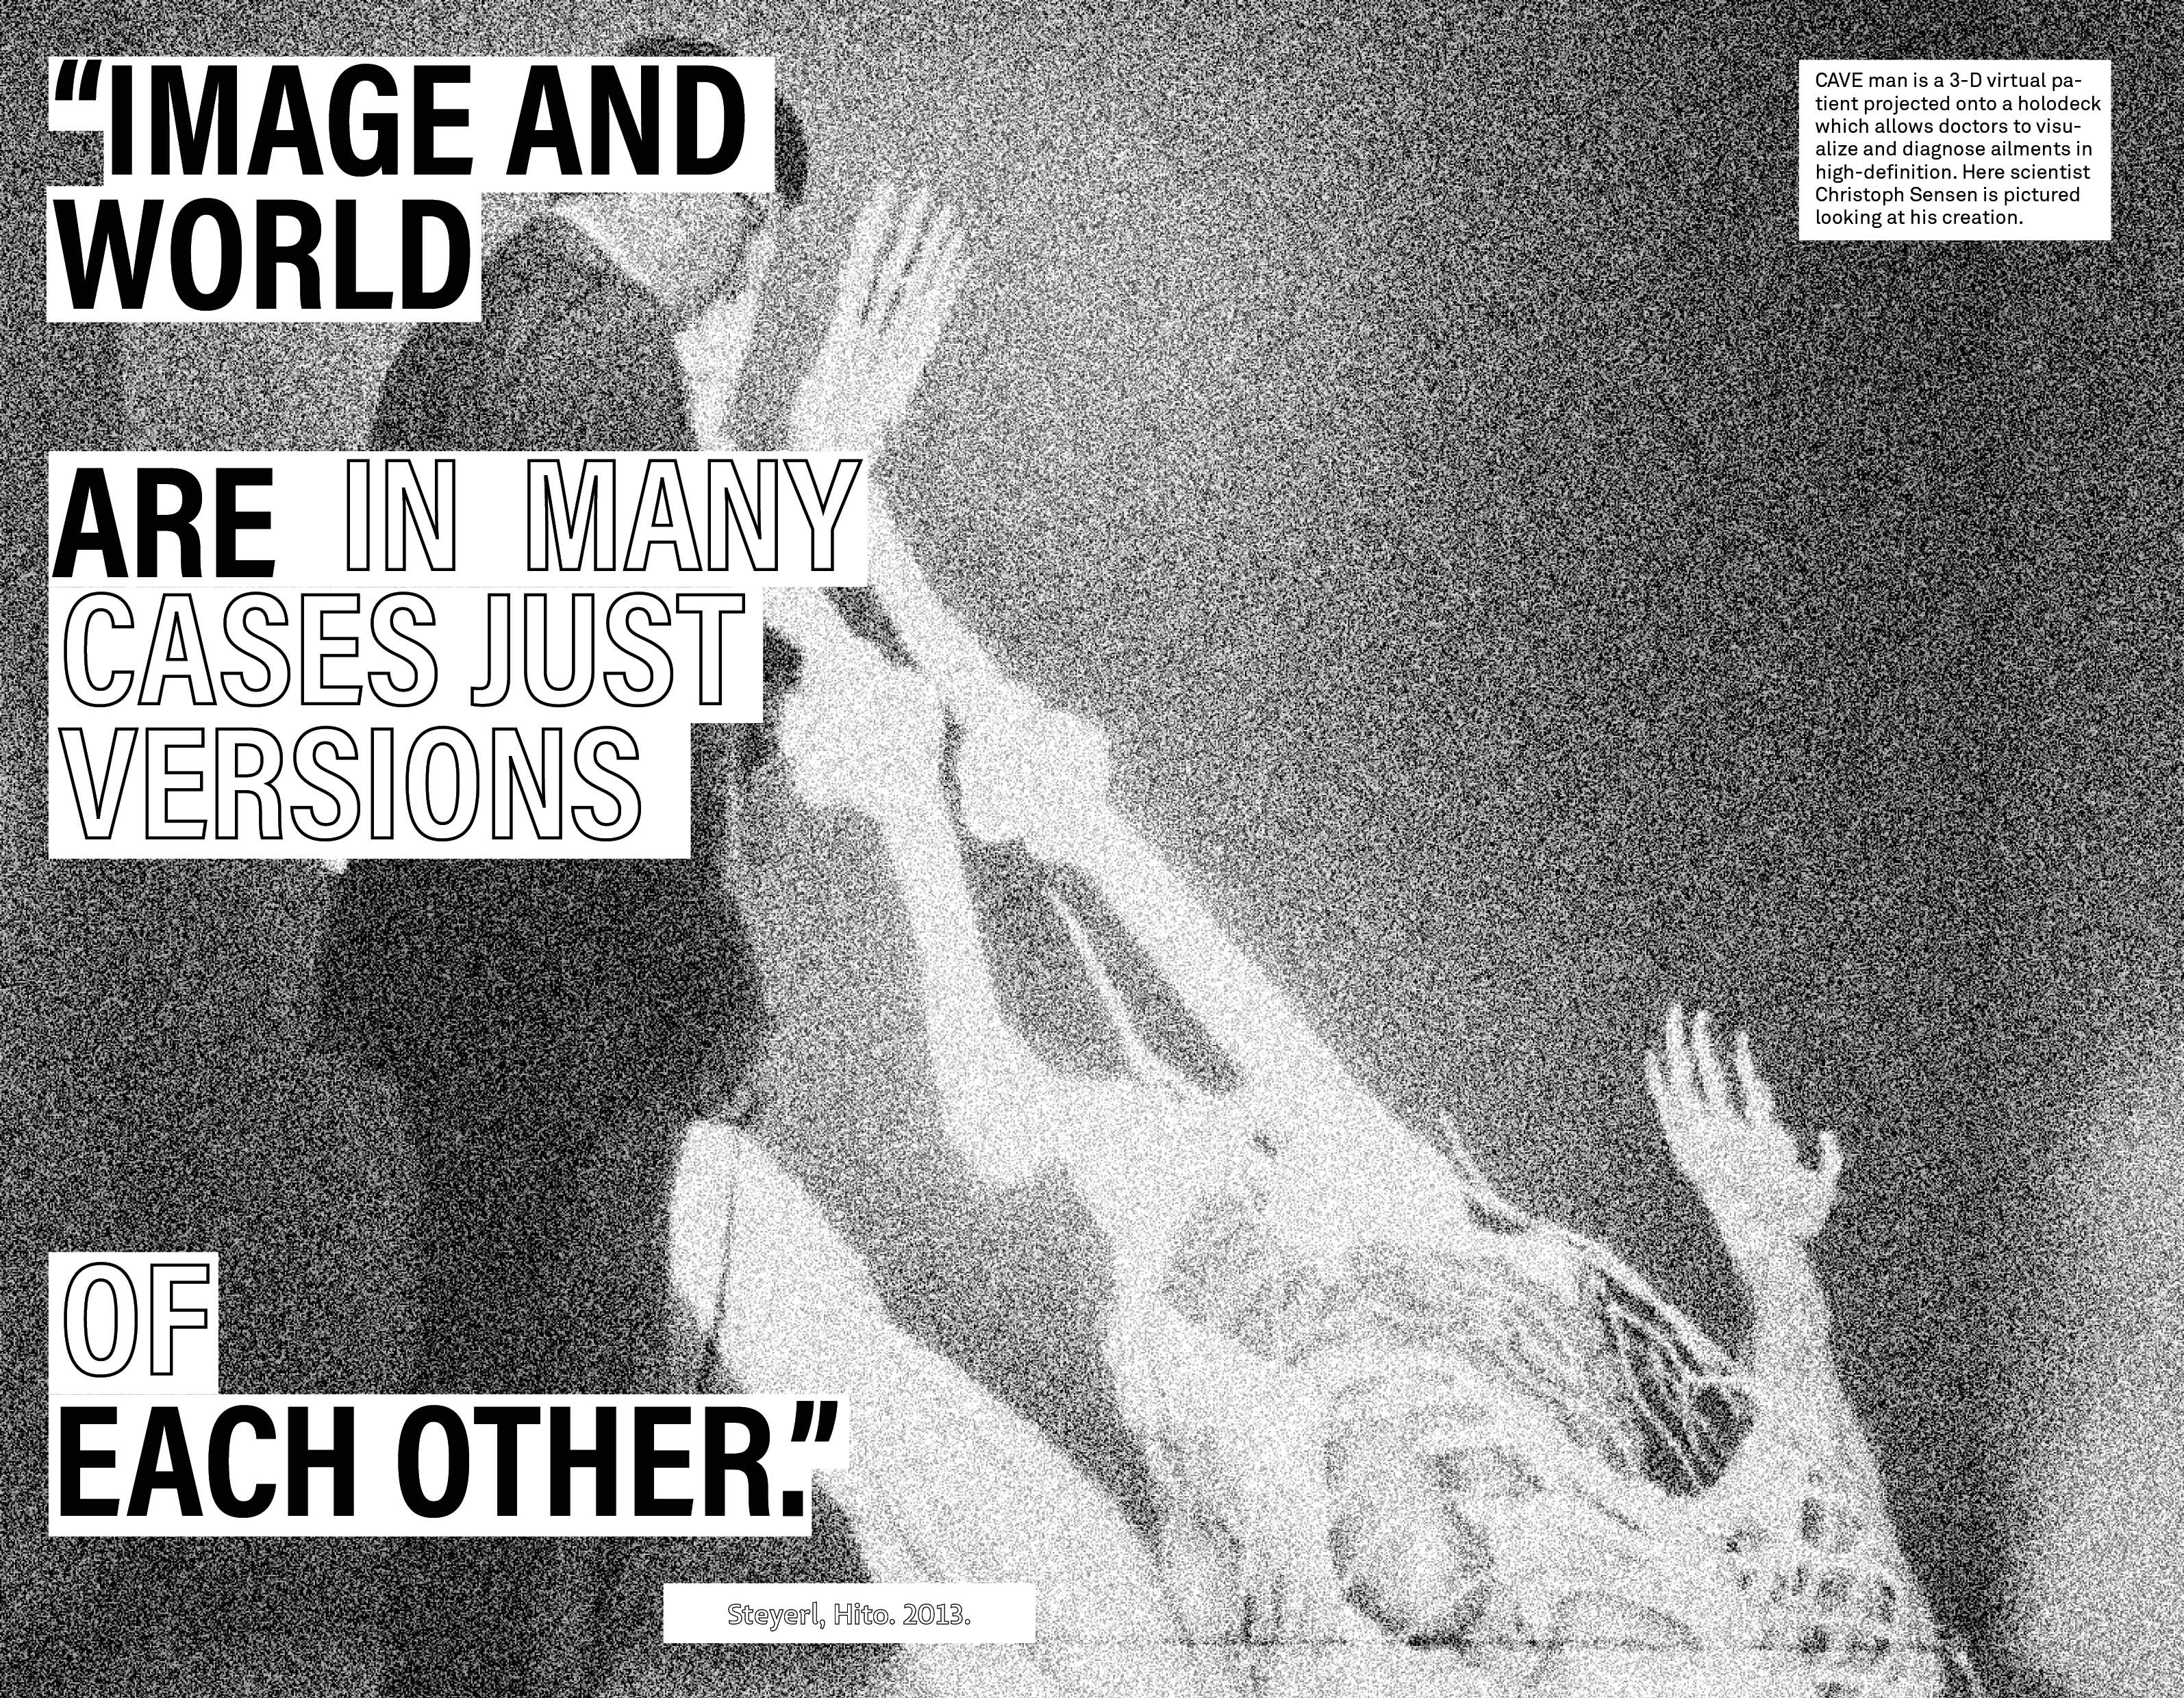 “IMAGE AND
WORLD
ARE IN MANY
CASES JUST
VERSIONS
OF
EACH OTHER.”
Steyerl, Hito. 2013.
CAVE man is a 3-D virtual pa-
tient projected onto a holodeck
which allows doctors to visu-
alize and diagnose ailments in
high-definition. Here scientist
Christoph Sensen is pictured
looking at his creation.